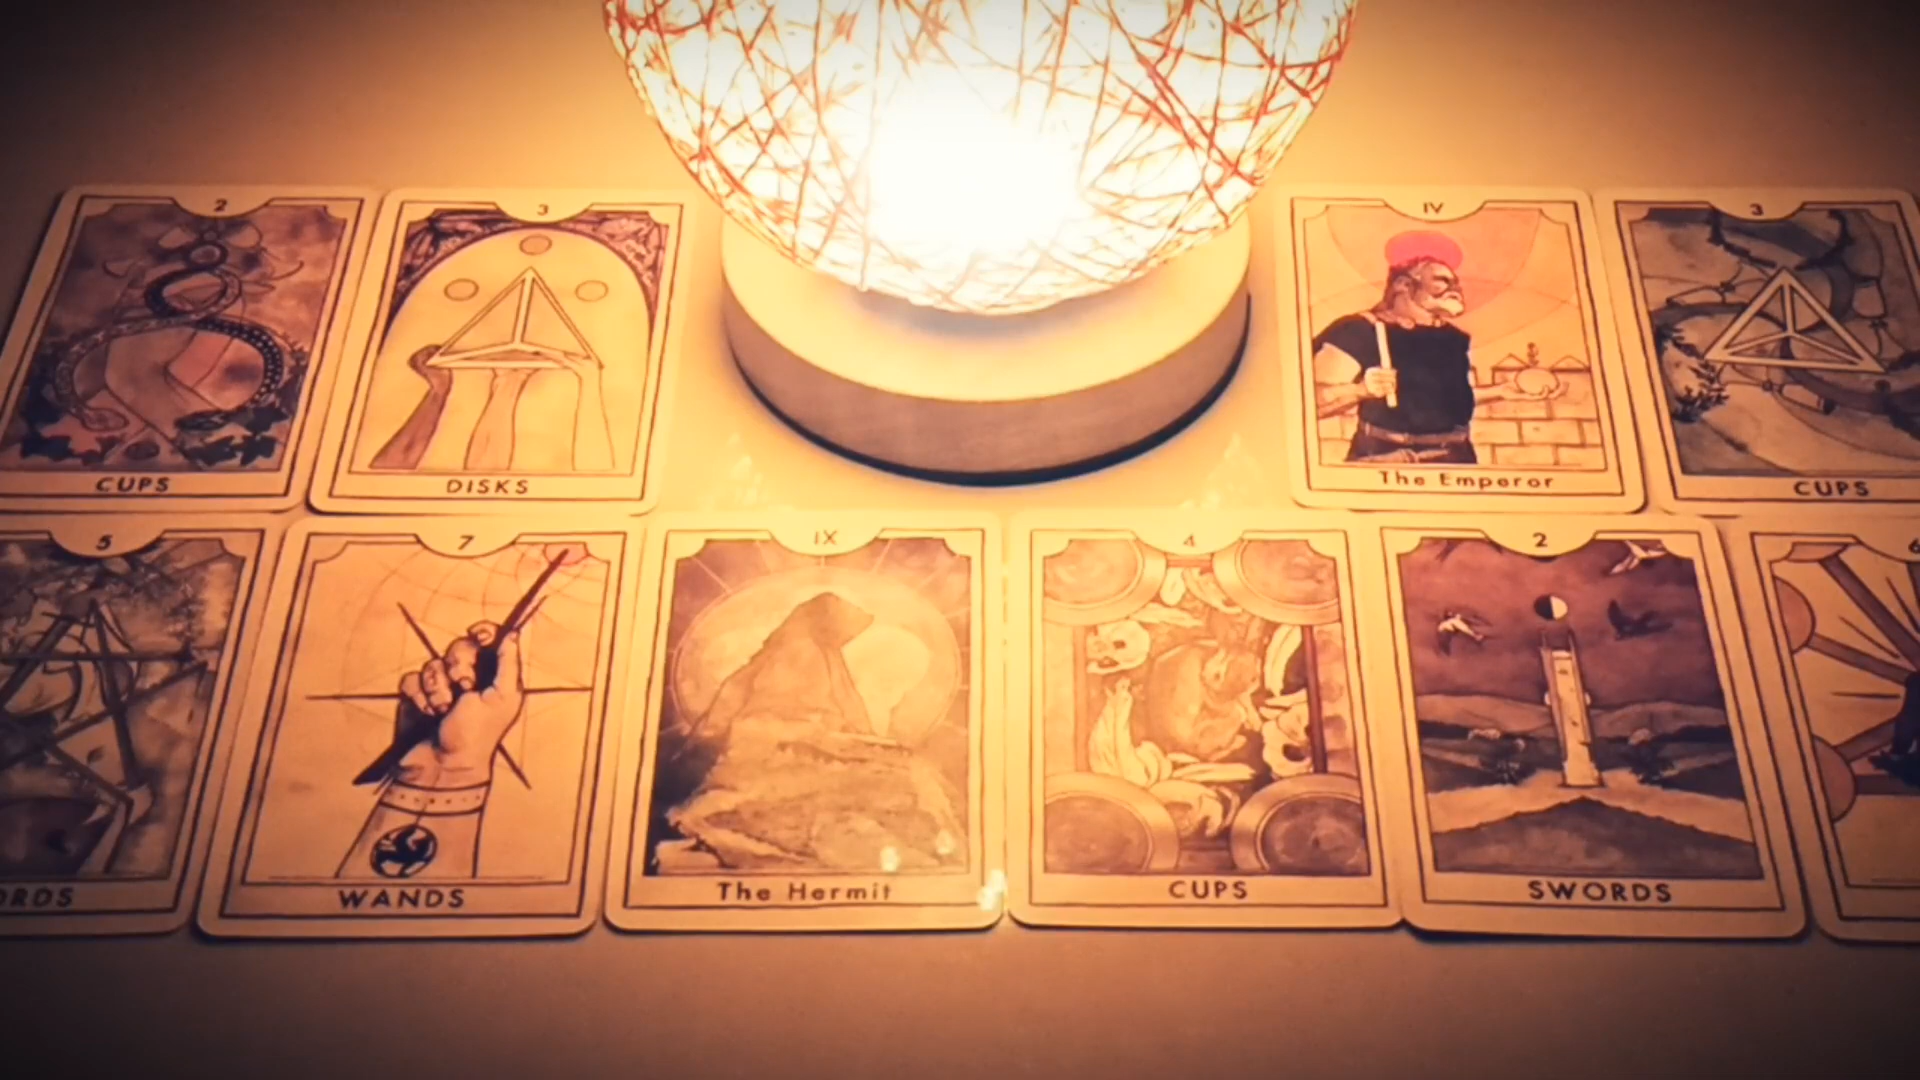 2
CUPS
3
DISKS
IV
The Emperor
3
CUPS
5
7
WANDS
IX
The Hermit
4
CUPS
2
SWORDS
6